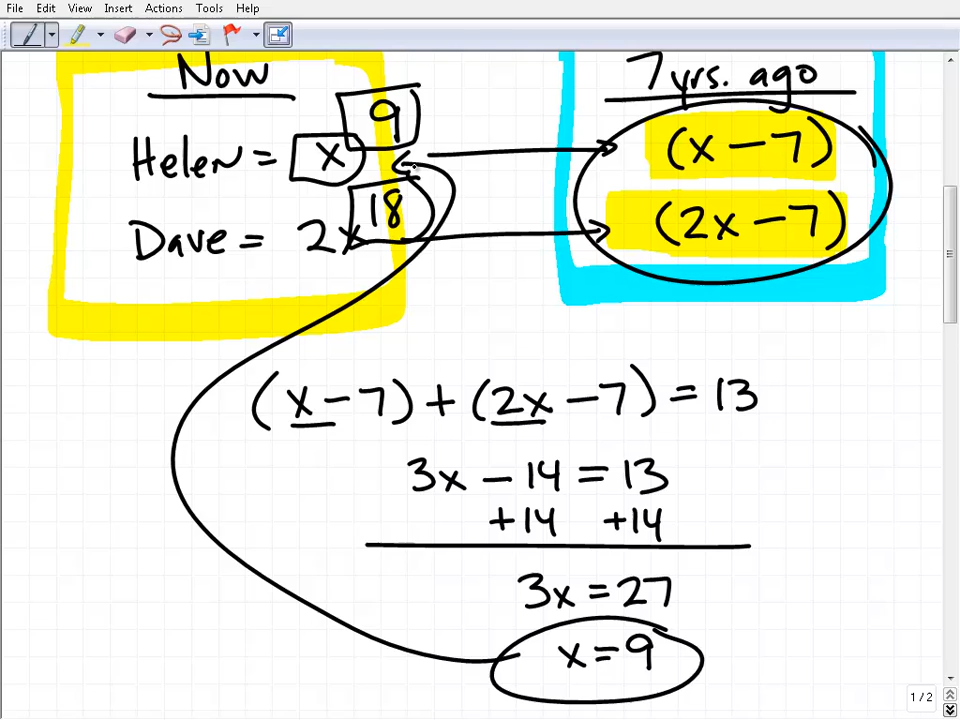 File Edit View Insert Actions Tools Help
Now
7yrs. ago
9
Helen = x
(x - 7)
18
Dave = 2x
(2x - 7)
(x - 7) + (2x - 7) = 13
3x - 14 = 13
+14 +14
3x = 27
x = 9
1 / 2